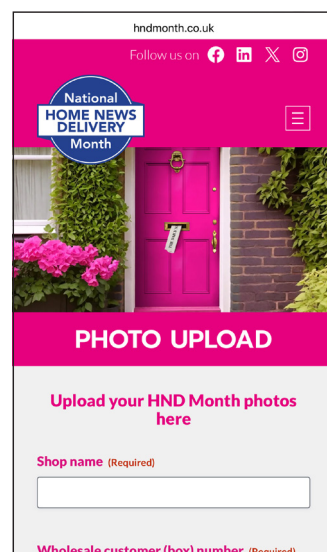 hndmonth.co.uk
Follow us on
National
HOME NEWS
DELIVERY
Month
PHOTO UPLOAD
Upload your HND Month photos
here
Shop name (Required)
Wholesale customer (box) number (Required)